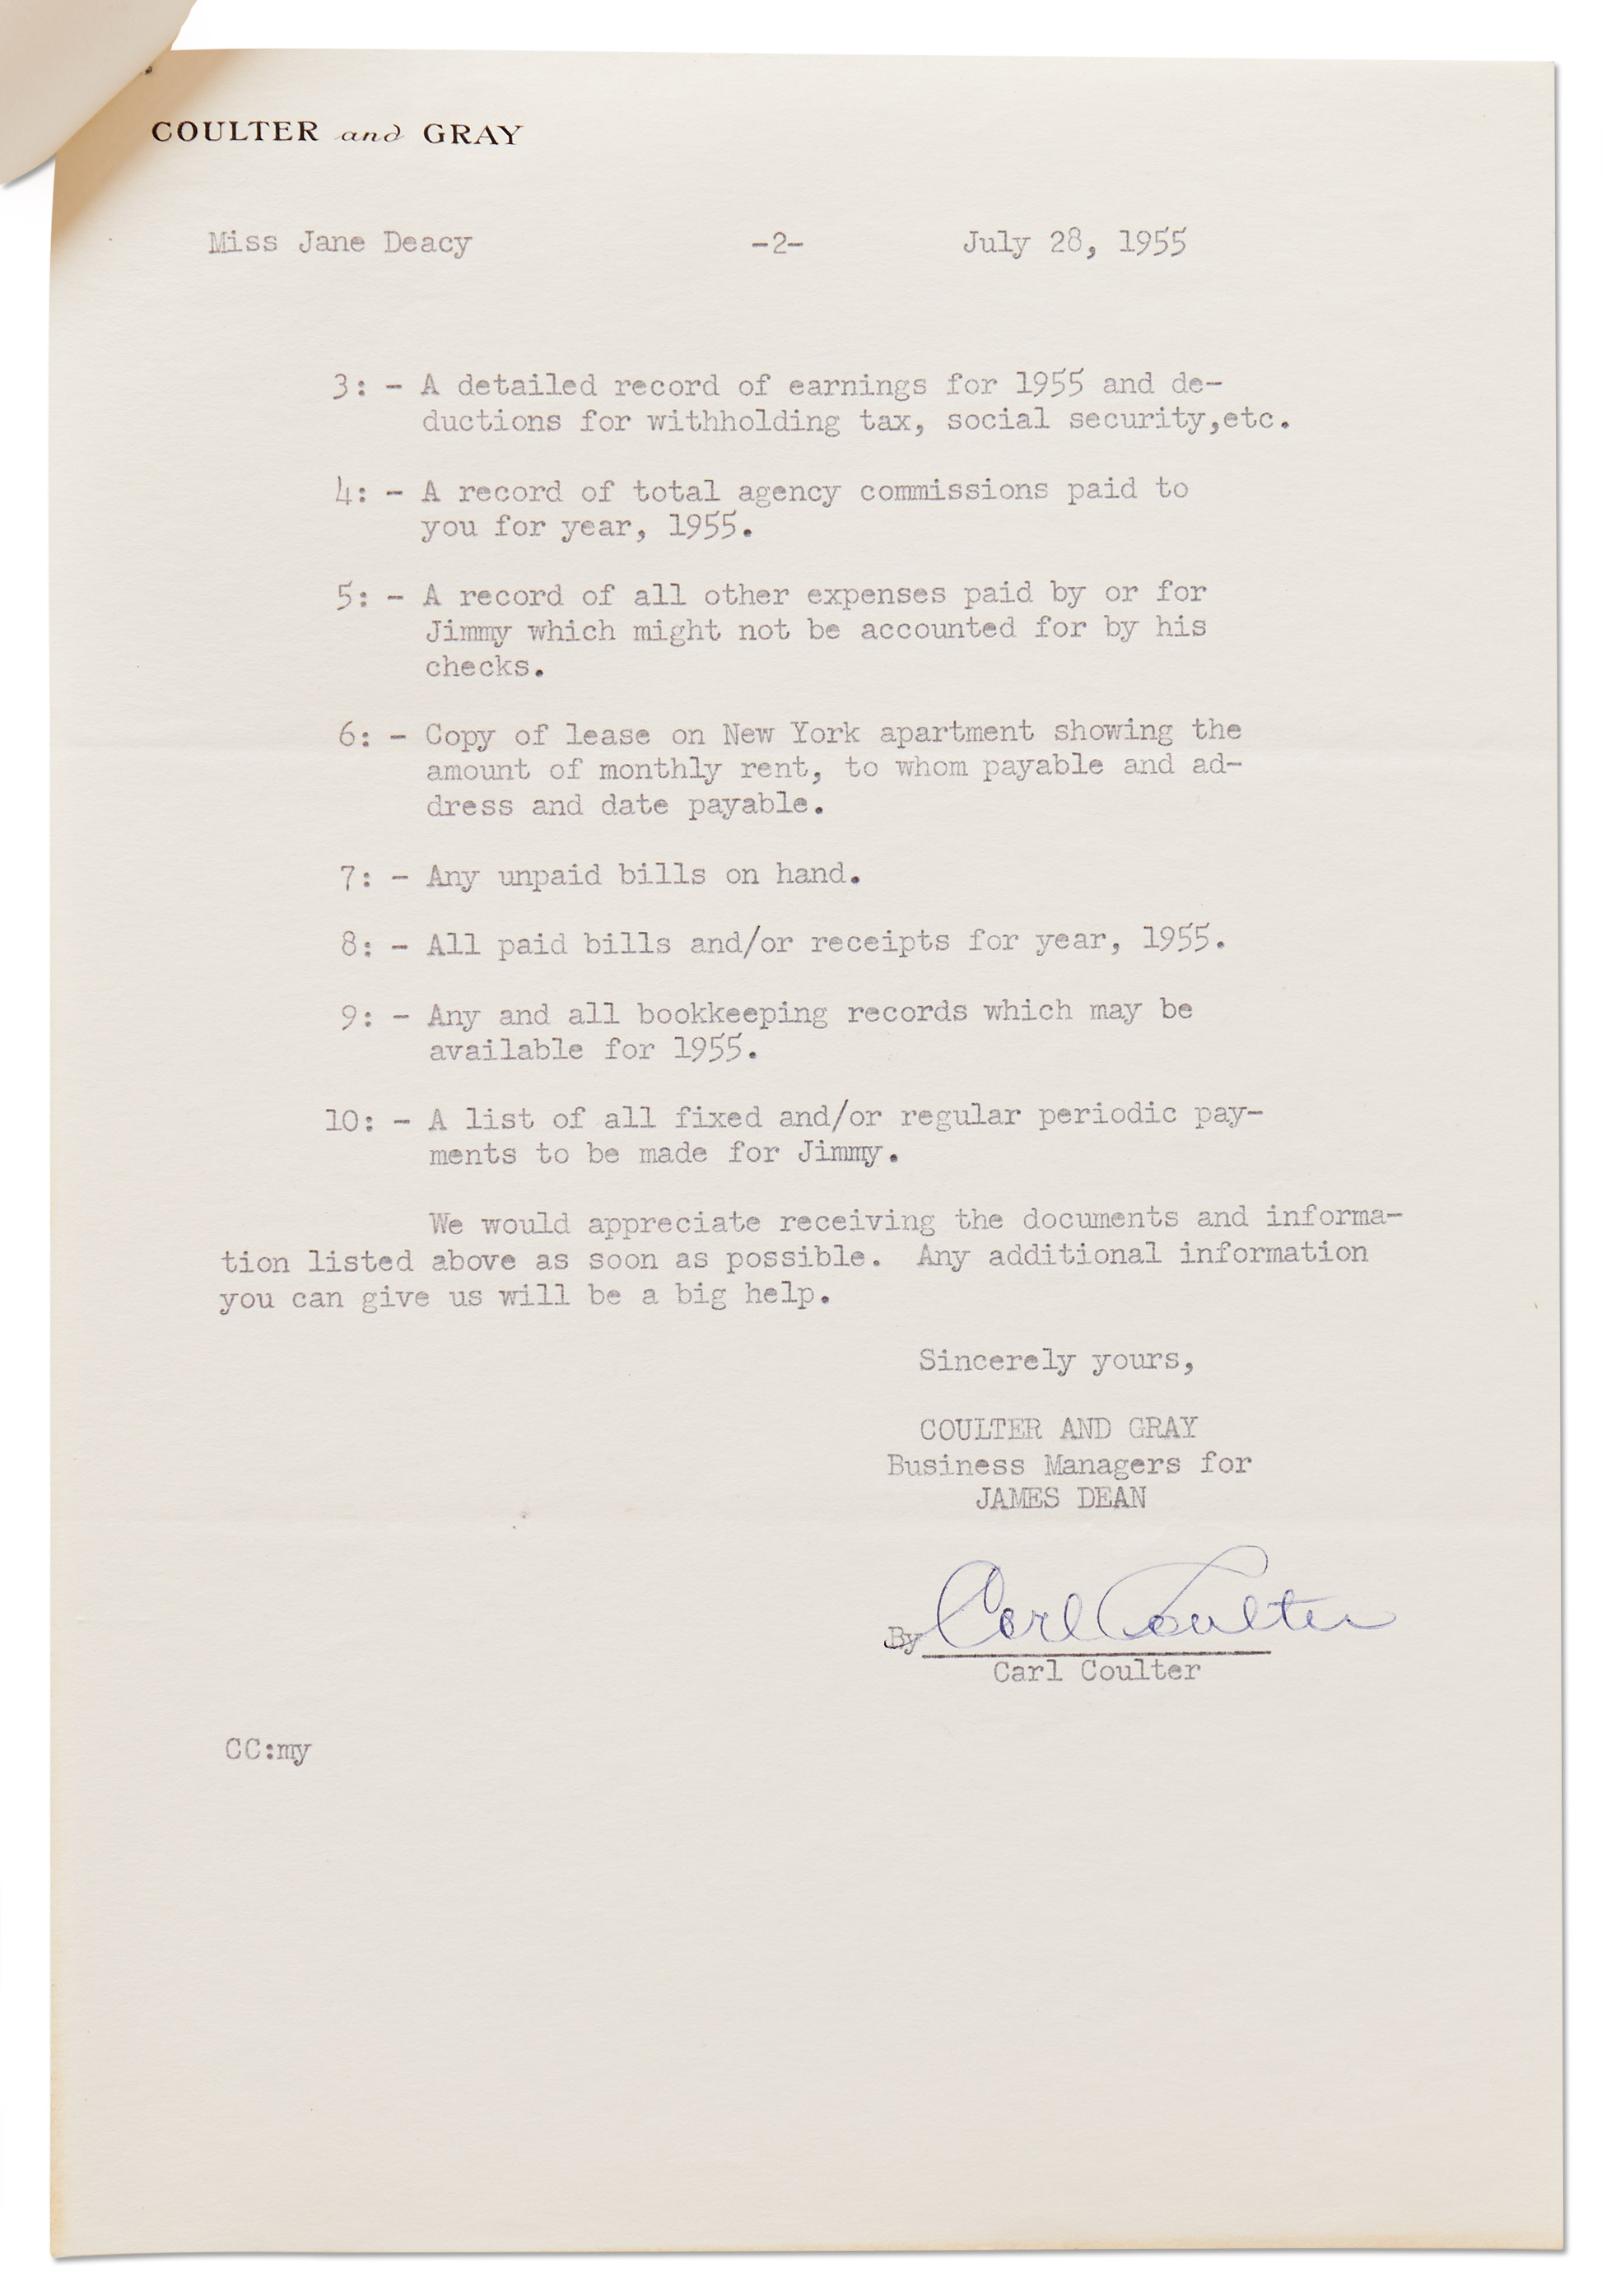 COULTER and GRAY
Miss Jane Deacy -2- July 28, 1955
3: - A detailed record of earnings for 1955 and de-
ductions for withholding tax, social security,etc.
4: - A record of total agency commissions paid to
you for year, 1955.
5: - A record of all other expenses paid by or for
Jimmy which might not be accounted for by his
checks.
6: - Copy of lease on New York apartment showing the
amount of monthly rent, to whom payable and ad-
dress and date payable.
7: - Any unpaid bills on hand.
8: - All paid bills and/or receipts for year, 1955.
9: - Any and all bookkeeping records which may be
available for 1955.
10: - A list of all fixed and/or regular periodic pay-
ments to be made for Jimmy.
We would appreciate receiving the documents and informa-
tion listed above as soon as possible. Any additional information
you can give us will be a big help.
Sincerely yours,
COULTER AND GRAY
Business Managers for
JAMES DEAN
By Carl Coulter
Carl Coulter
CC:my